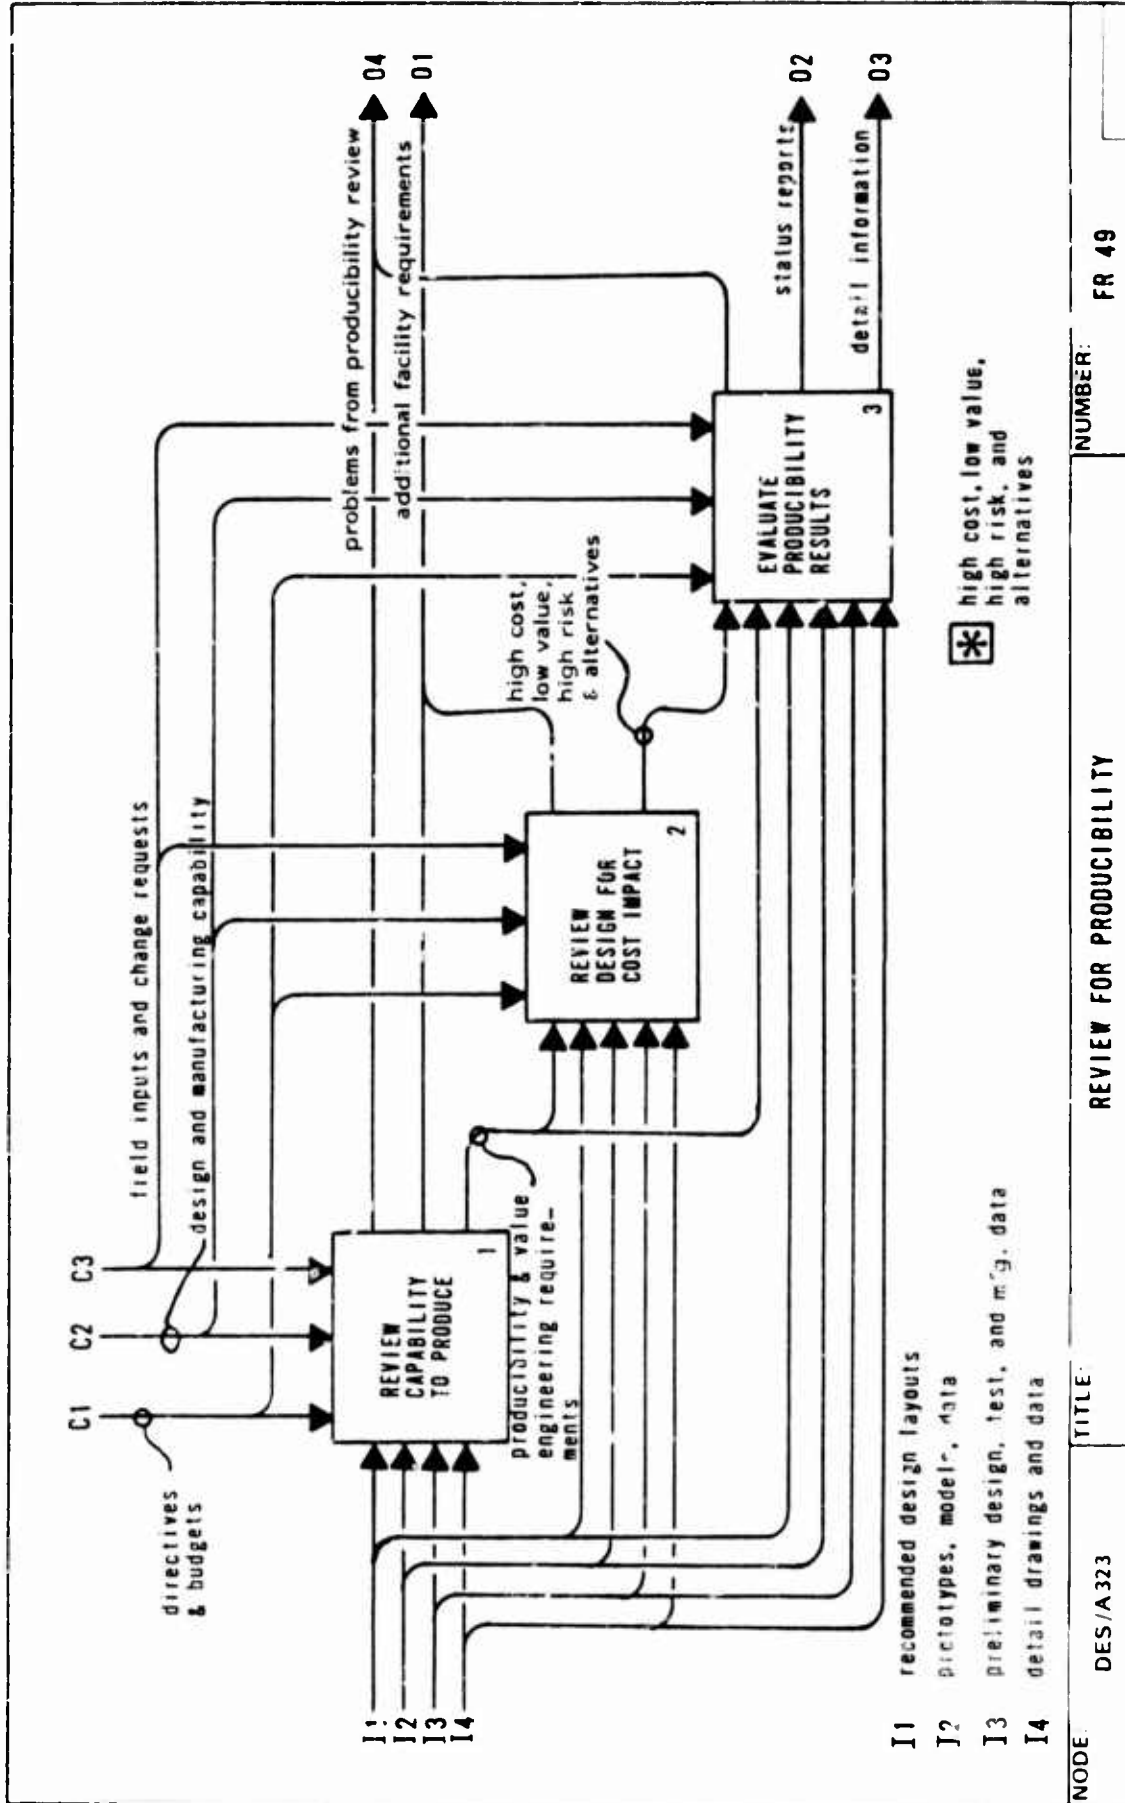 C1
C2
C3
directives
& budgets
field inputs and change requests
design and manufacturing capability
I1
I2
I3
I4
REVIEW
CAPABILITY
TO PRODUCE
1
producibility & value
engineering require-
ments
REVIEW
DESIGN FOR
COST IMPACT
2
high cost,
low value,
high risk
& alternatives
EVALUATE
PRODUCIBILITY
RESULTS
3
problems from producibility review
O4
additional facility requirements
O1
status reports
O2
detail information
O3
* high cost, low value,
high risk, and
alternatives
I1 recommended design layouts
I2 prototypes, models, data
I3 preliminary design, test, and mfg. data
I4 detail drawings and data
NODE: DES/A323
TITLE: REVIEW FOR PRODUCIBILITY
NUMBER: FR 49